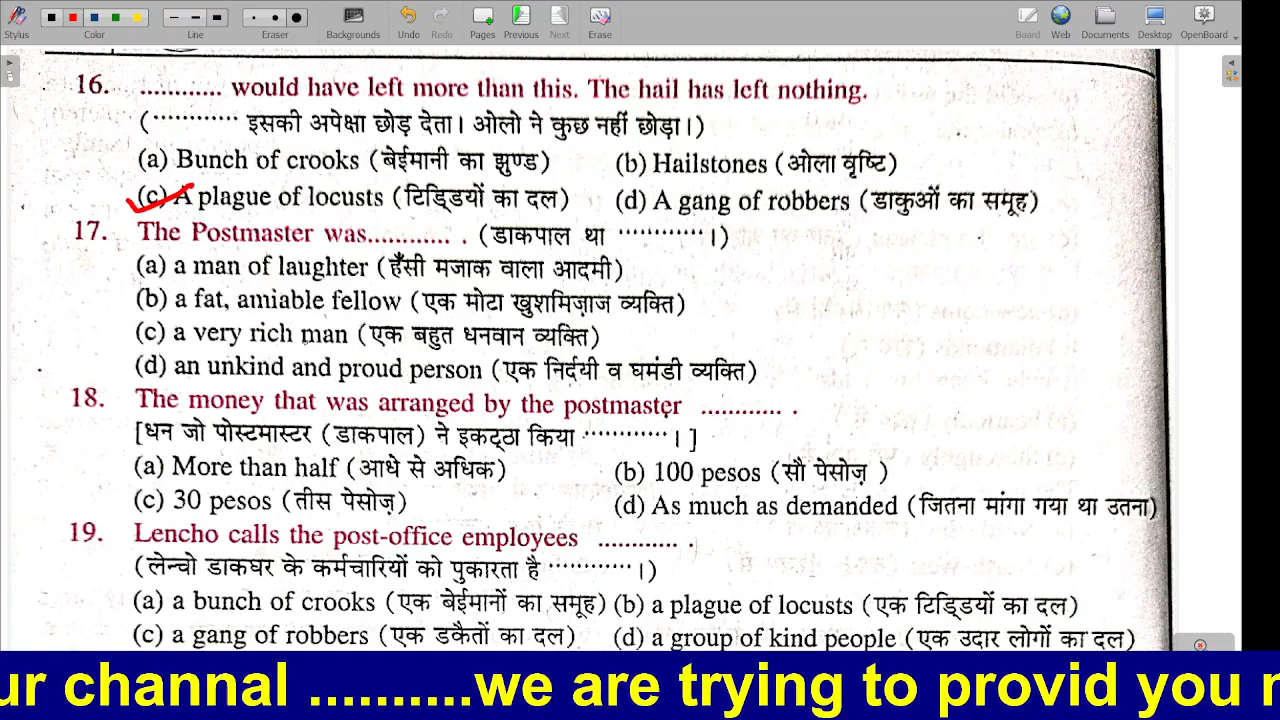 Stylus Color Line Eraser Backgrounds Undo Redo Pages Previous Next Erase Board Web Documents Desktop OpenBoard
16. ............ would have left more than this. The hail has left nothing.
(············ इसकी अपेक्षा छोड़ देता। ओलो ने कुछ नहीं छोड़ा।)
(a) Bunch of crooks (बेईमानी का झुण्ड) (b) Hailstones (ओला वृष्टि)
(c) A plague of locusts (टिड्डियों का दल) (d) A gang of robbers (डाकुओं का समूह)
17. The Postmaster was............ . (डाकपाल था ············।)
(a) a man of laughter (हँसी मजाक वाला आदमी)
(b) a fat, amiable fellow (एक मोटा खुशमिज़ाज व्यक्ति)
(c) a very rich man (एक बहुत धनवान व्यक्ति)
(d) an unkind and proud person (एक निर्दयी व घमंडी व्यक्ति)
18. The money that was arranged by the postmaster ............ .
[धन जो पोस्टमास्टर (डाकपाल) ने इकट्ठा किया ············। ]
(a) More than half (आधे से अधिक) (b) 100 pesos (सौ पेसोज़ )
(c) 30 pesos (तीस पेसोज़) (d) As much as demanded (जितना मांगा गया था उतना)
19. Lencho calls the post-office employees ............ .
(लेन्चो डाकघर के कर्मचारियों को पुकारता है ············।)
(a) a bunch of crooks (एक बेईमानों का समूह) (b) a plague of locusts (एक टिड्डियों का दल)
(c) a gang of robbers (एक डकैतों का दल) (d) a group of kind people (एक उदार लोगों का दल)
ur channal ..........we are trying to provid you